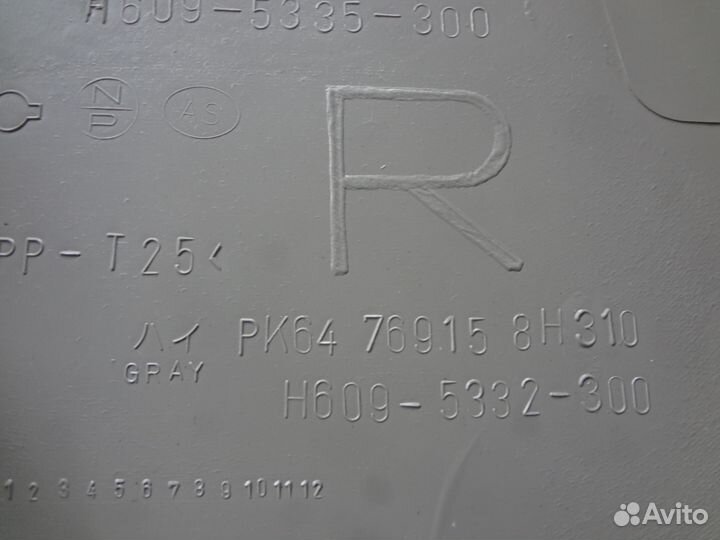 H609-5335-300
N
P
AS
R
PP-T25<
ハイ PK64 76915 8H310
GRAY
H609-5332-300
1 2 3 4 5 6 7 8 9 10 11 12
Avito